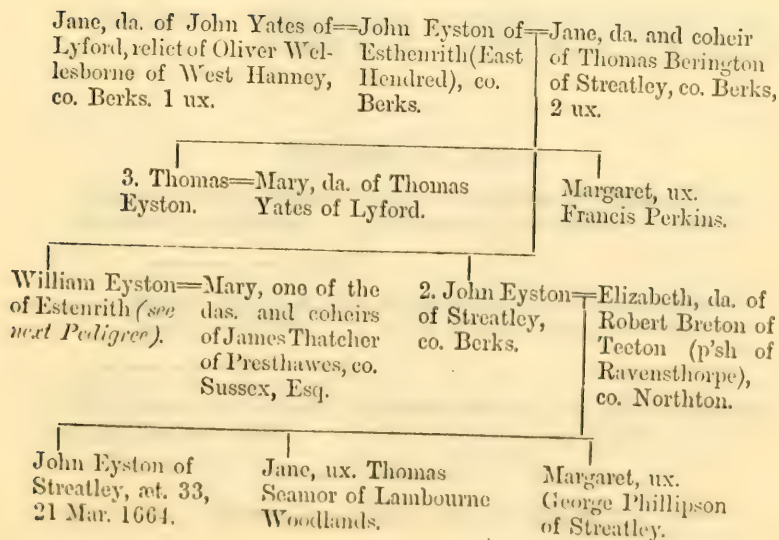 Jane, da. of John Yates of
Lyford, relict of Oliver Wel-
lesborne of West Hanney,
co. Berks. 1 ux.
John Eyston of
Esthenrith (East
Hendred), co.
Berks.
Jane, da. and coheir
of Thomas Berington
of Streatley, co. Berks,
2 ux.
3. Thomas
Eyston.
Mary, da. of Thomas
Yates of Lyford.
Margaret, ux.
Francis Perkins.
William Eyston
of Estenrith (see
next Pedigree).
Mary, one of the
das. and coheirs
of James Thatcher
of Presthawes, co.
Sussex, Esq.
2. John Eyston
of Streatley,
co. Berks.
Elizabeth, da. of
Robert Breton of
Teeton (p'sh of
Ravensthorpe),
co. Northton.
John Eyston of
Streatley, æt. 33,
21 Mar. 1664.
Jane, ux. Thomas
Seamor of Lambourne
Woodlands.
Margaret, ux.
George Phillipson
of Streatley.